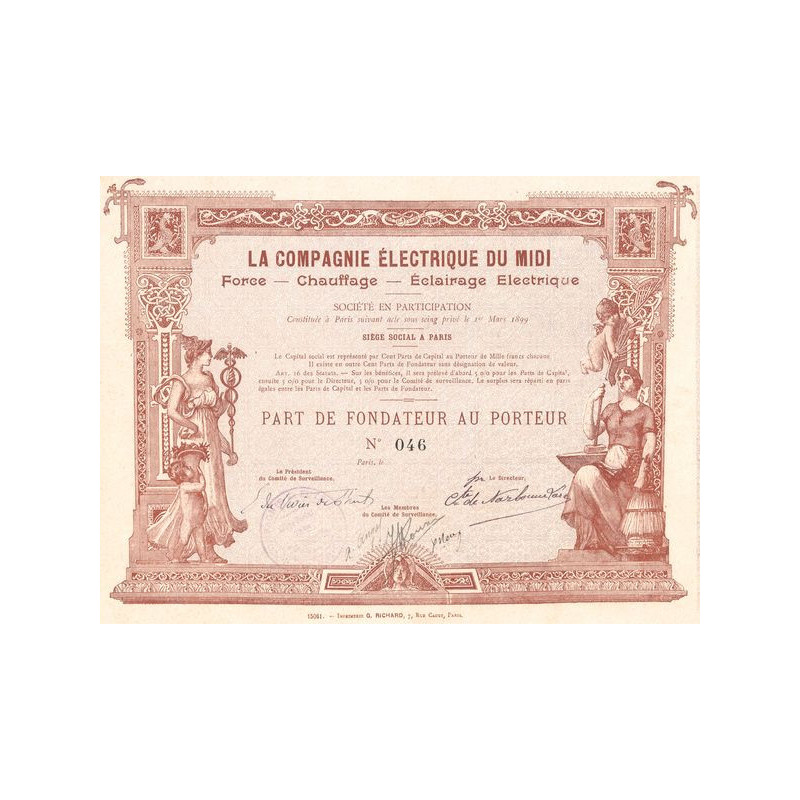 LA COMPAGNIE ÉLECTRIQUE DU MIDI
Force — Chauffage — Éclairage Electrique
SOCIÉTÉ EN PARTICIPATION
Constituée à Paris suivant acte sous seing privé le 1er Mars 1899
SIÈGE SOCIAL A PARIS
Le Capital social est représenté par Cent Parts de Capital au Porteur de Mille francs chacune.
Il existe en outre Cent Parts de Fondateur sans désignation de valeur.
ART. 16 des Statuts. — Sur les bénéfices, il sera prélevé d'abord 5 0/0 pour les Parts de Capital,
ensuite 5 0/0 pour le Directeur, 5 0/0 pour le Comité de surveillance. Le surplus sera réparti en parts
égales entre les Parts de Capital et les Parts de Fondateur.
PART DE FONDATEUR AU PORTEUR
N° 046
Paris, le
Le Président
du Comité de Surveillance.
pr Le Directeur,
Cte de Narbonne
Les Membres
du Comité de Surveillance.
15081. — IMPRIMERIE G. RICHARD, 7, RUE CADET, PARIS.